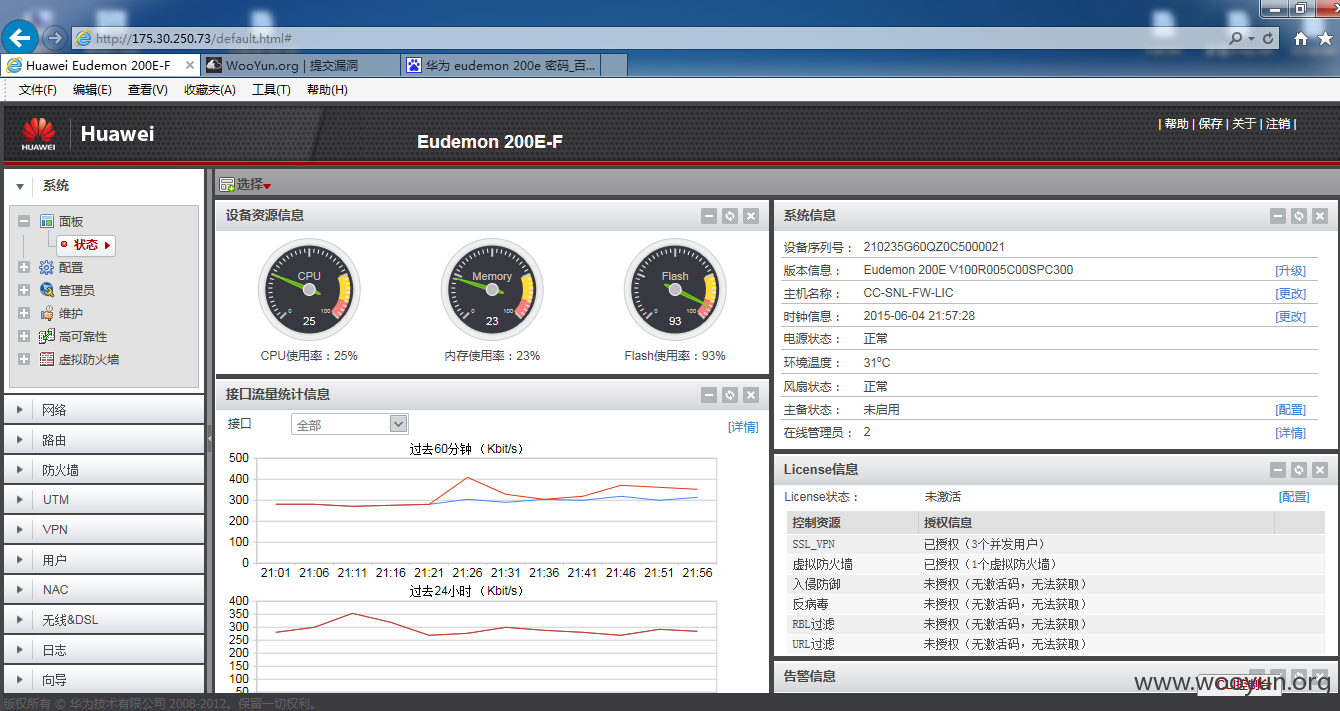 http://175.30.250.73/default.html#
Huawei Eudemon 200E-F
WooYun.org | 提交漏洞
华为 eudemon 200e 密码_百...
文件(F) 编辑(E) 查看(V) 收藏夹(A) 工具(T) 帮助(H)
HUAWEI
Huawei
Eudemon 200E-F
| 帮助 | 保存 | 关于 | 注销 |
系统
面板
状态
配置
管理员
维护
高可靠性
虚拟防火墙
网络
路由
防火墙
UTM
VPN
用户
NAC
无线&DSL
日志
向导
选择
设备资源信息
CPU
0
100
25
Memory
0
100
23
Flash
0
100
93
CPU使用率：25%
内存使用率：23%
Flash使用率：93%
接口流量统计信息
接口
全部
[详情]
过去60分钟（Kbit/s）
500
400
300
200
100
0
21:01 21:06 21:11 21:16 21:21 21:26 21:31 21:36 21:41 21:46 21:51 21:56
过去24小时（Kbit/s）
400
350
300
250
200
150
100
50
系统信息
设备序列号： 210235G60QZ0C5000021
版本信息： Eudemon 200E V100R005C00SPC300 [升级]
主机名称： CC-SNL-FW-LIC [更改]
时钟信息： 2015-06-04 21:57:28 [更改]
电源状态： 正常
环境温度： 31℃
风扇状态： 正常
主备状态： 未启用 [配置]
在线管理员： 2 [详情]
License信息
License状态： 未激活 [配置]
控制资源 授权信息
SSL_VPN 已授权（3个并发用户）
虚拟防火墙 已授权（1个虚拟防火墙）
入侵防御 未授权（无激活码，无法获取）
反病毒 未授权（无激活码，无法获取）
RBL过滤 未授权（无激活码，无法获取）
URL过滤 未授权（无激活码，无法获取）
告警信息
CLI控制台
www.wooyun.org
版权所有 © 华为技术有限公司 2008-2012。保留一切权利。